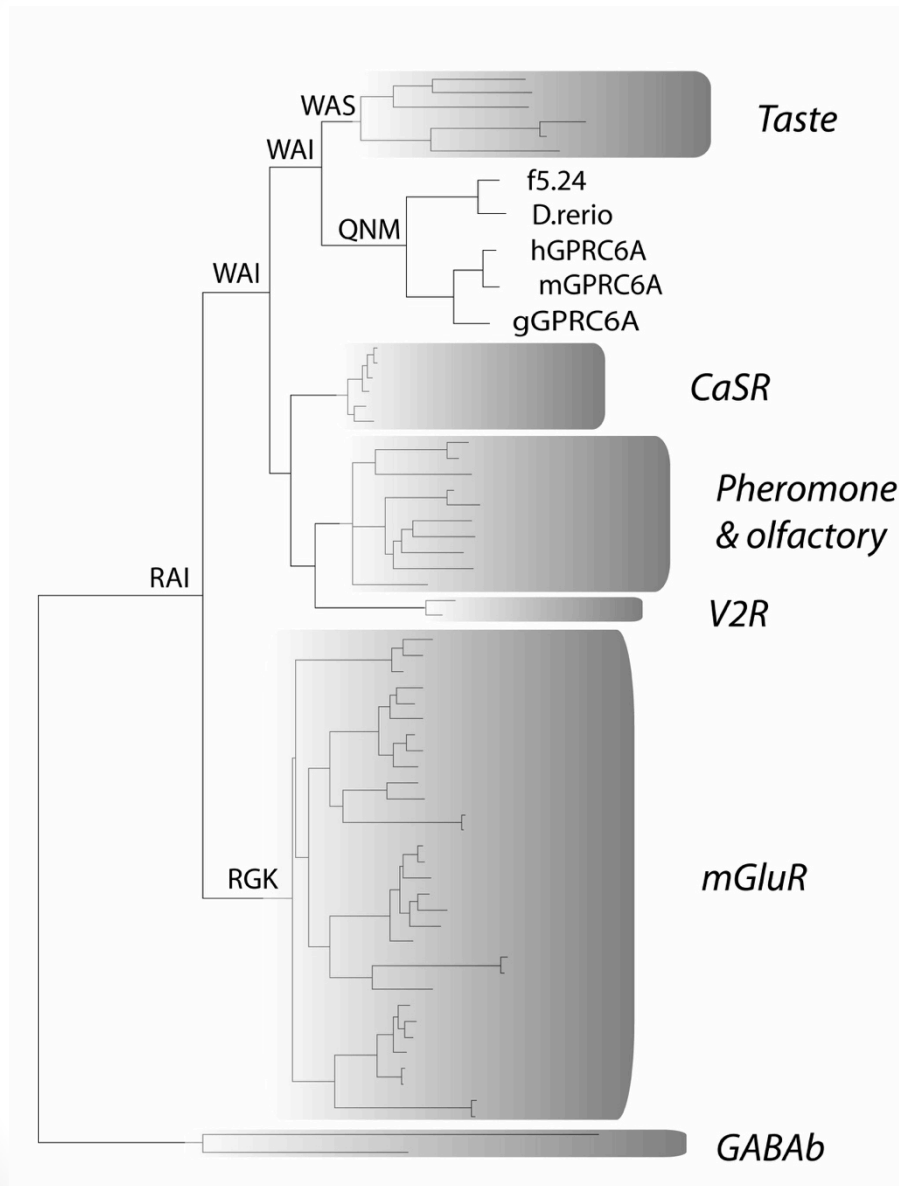 WAS
Taste
WAI
f5.24
D.rerio
QNM
hGPRC6A
WAI
mGPRC6A
gGPRC6A
CaSR
Pheromone
& olfactory
RAI
V2R
RGK
mGluR
GABAb